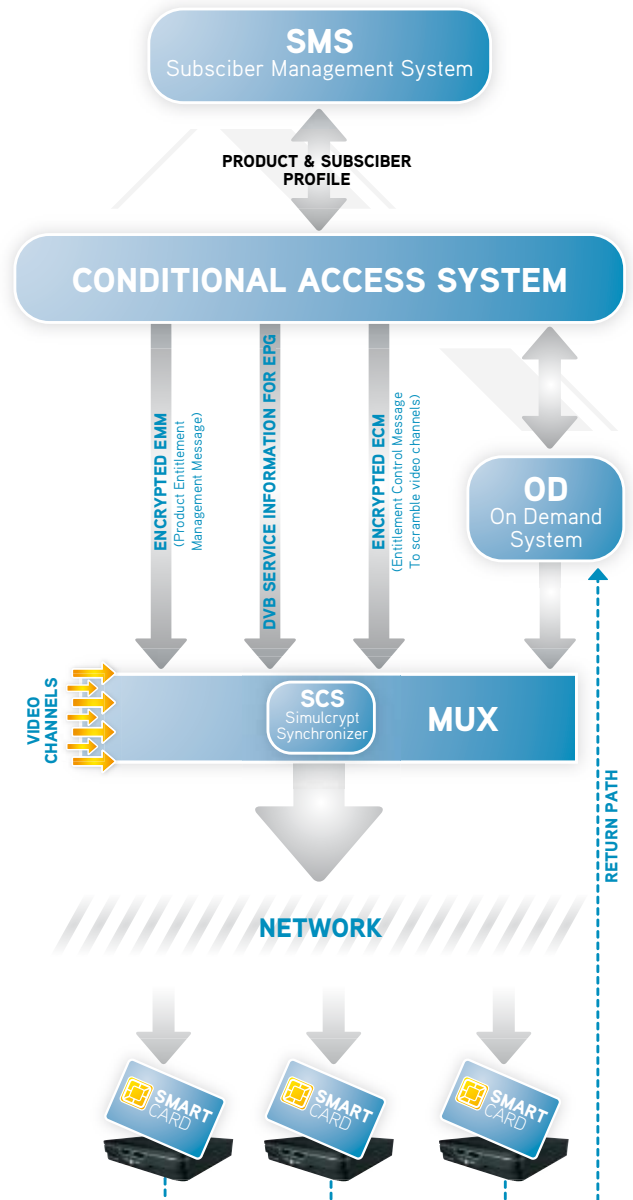 SMS
Subsciber Management System
PRODUCT & SUBSCIBER
PROFILE
CONDITIONAL ACCESS SYSTEM
ENCRYPTED EMM
(Product Entitlement
Management Message)
DVB SERVICE INFORMATION FOR EPG
ENCRYPTED ECM
(Entitlement Control Message
To scramble video channels)
OD
On Demand
System
VIDEO
CHANNELS
SCS
Simulcrypt
Synchronizer
MUX
RETURN PATH
NETWORK
SMART
CARD
SMART
CARD
SMART
CARD